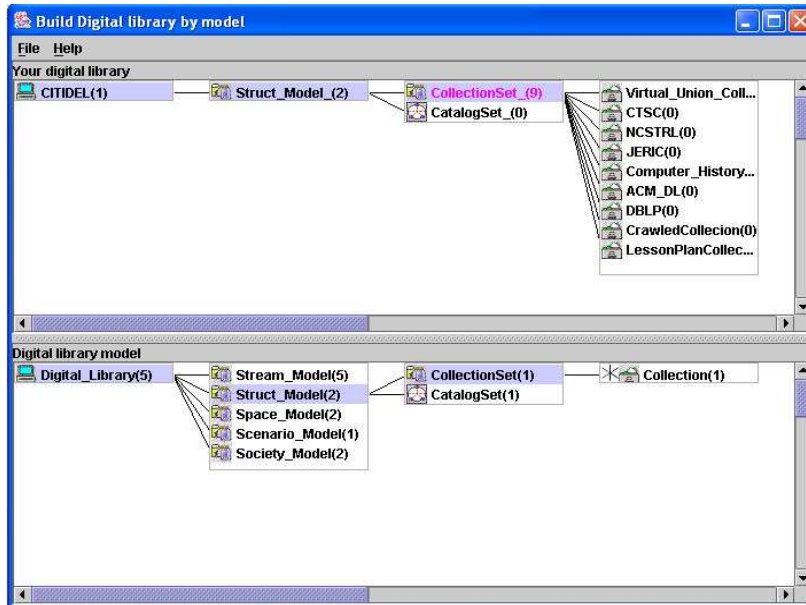 Build Digital library by model
File Help
Your digital library
CITIDEL(1) Struct_Model_(2) CollectionSet_(9) Virtual_Union_Coll...
CatalogSet_(0) CTSC(0)
NCSTRL(0)
JERIC(0)
Computer_History...
ACM_DL(0)
DBLP(0)
CrawledCollecion(0)
LessonPlanCollec...
Digital library model
Digital_Library(5) Stream_Model(5) CollectionSet(1) Collection(1)
Struct_Model(2) CatalogSet(1)
Space_Model(2)
Scenario_Model(1)
Society_Model(2)